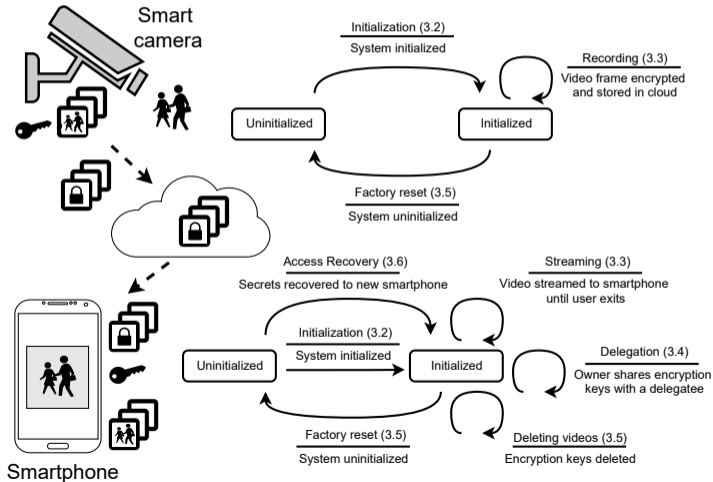 Smart
camera
Initialization (3.2)
System initialized
Recording (3.3)
Video frame encrypted
and stored in cloud
Uninitialized
Initialized
Factory reset (3.5)
System uninitialized
Access Recovery (3.6)
Secrets recovered to new smartphone
Streaming (3.3)
Video streamed to smartphone
until user exits
Initialization (3.2)
System initialized
Uninitialized
Initialized
Delegation (3.4)
Owner shares encryption
keys with a delegatee
Factory reset (3.5)
System uninitialized
Deleting videos (3.5)
Encryption keys deleted
Smartphone